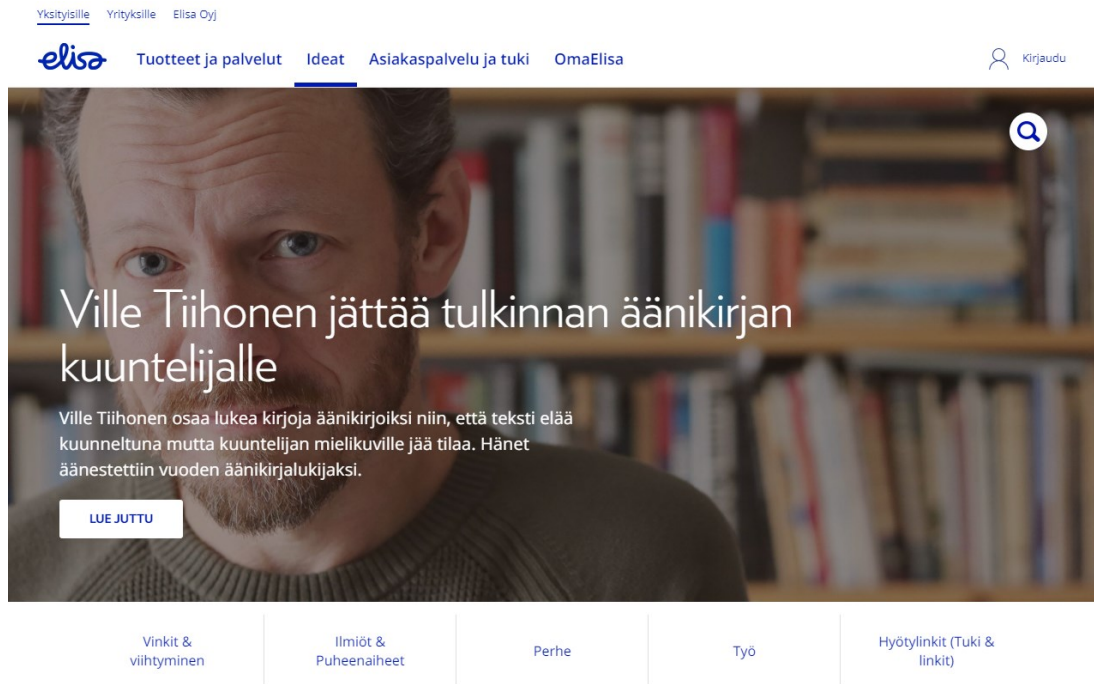 Yksityisille Yrityksille Elisa Oyj
elisa Tuotteet ja palvelut Ideat Asiakaspalvelu ja tuki OmaElisa Kirjaudu
Ville Tiihonen jättää tulkinnan äänikirjan
kuuntelijalle
Ville Tiihonen osaa lukea kirjoja äänikirjoiksi niin, että teksti elää
kuunneltuna mutta kuuntelijan mielikuville jää tilaa. Hänet
äänestettiin vuoden äänikirjalukijaksi.
LUE JUTTU
Vinkit &
viihtyminen
Ilmiöt &
Puheenaiheet
Perhe
Työ
Hyötylinkit (Tuki &
linkit)